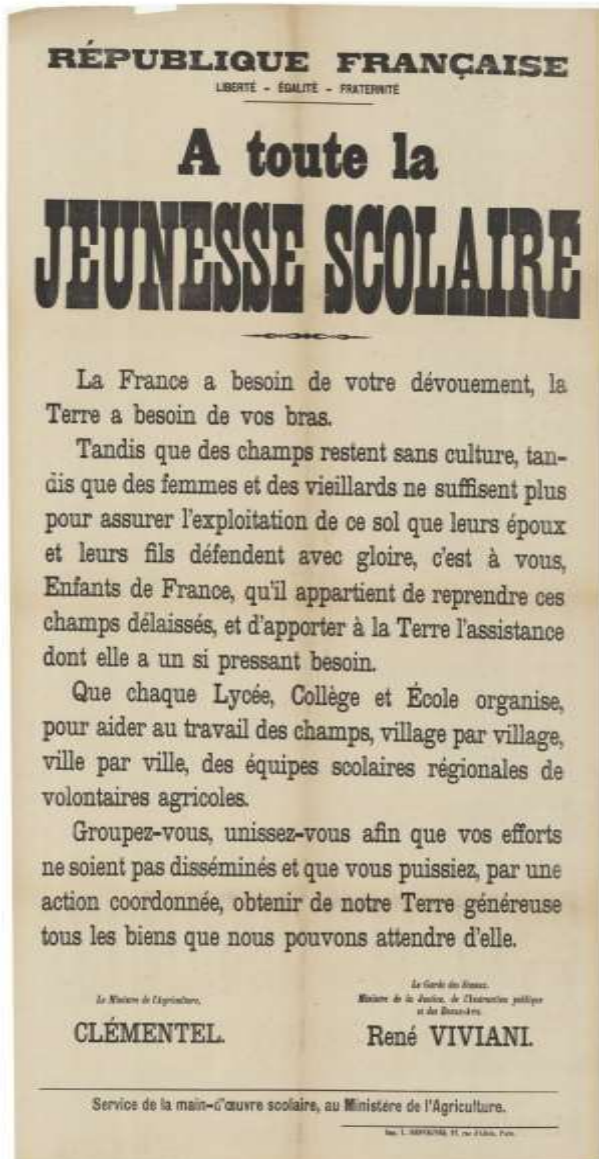 RÉPUBLIQUE FRANÇAISE
LIBERTÉ - ÉGALITÉ - FRATERNITÉ
A toute la
JEUNESSE SCOLAIRE
La France a besoin de votre dévouement, la
Terre a besoin de vos bras.
Tandis que des champs restent sans culture, tan-
dis que des femmes et des vieillards ne suffisent plus
pour assurer l'exploitation de ce sol que leurs époux
et leurs fils défendent avec gloire, c'est à vous,
Enfants de France, qu'il appartient de reprendre ces
champs délaissés, et d'apporter à la Terre l'assistance
dont elle a un si pressant besoin.
Que chaque Lycée, Collège et École organise,
pour aider au travail des champs, village par village,
ville par ville, des équipes scolaires régionales de
volontaires agricoles.
Groupez-vous, unissez-vous afin que vos efforts
ne soient pas disséminés et que vous puissiez, par une
action coordonnée, obtenir de notre Terre généreuse
tous les biens que nous pouvons attendre d'elle.
Le Ministre de l'Agriculture,
CLÉMENTEL.
Le Garde des Sceaux,
Ministre de la Justice, de l'Instruction publique
et des Beaux-Arts
René VIVIANI.
Service de la main-d'œuvre scolaire, au Ministère de l'Agriculture.
Paris.